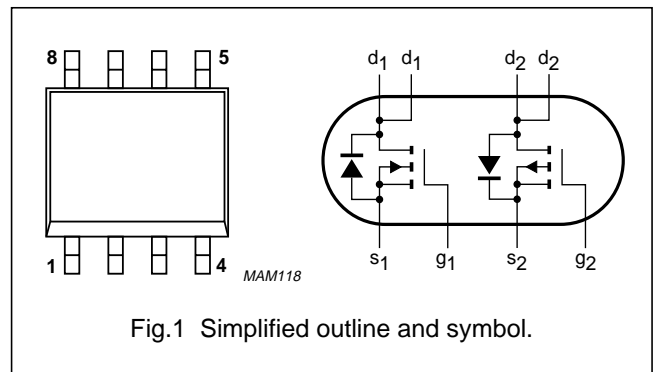 8 5
1 4
MAM118
d1 d1 d2 d2
s1 g1 s2 g2
Fig.1 Simplified outline and symbol.